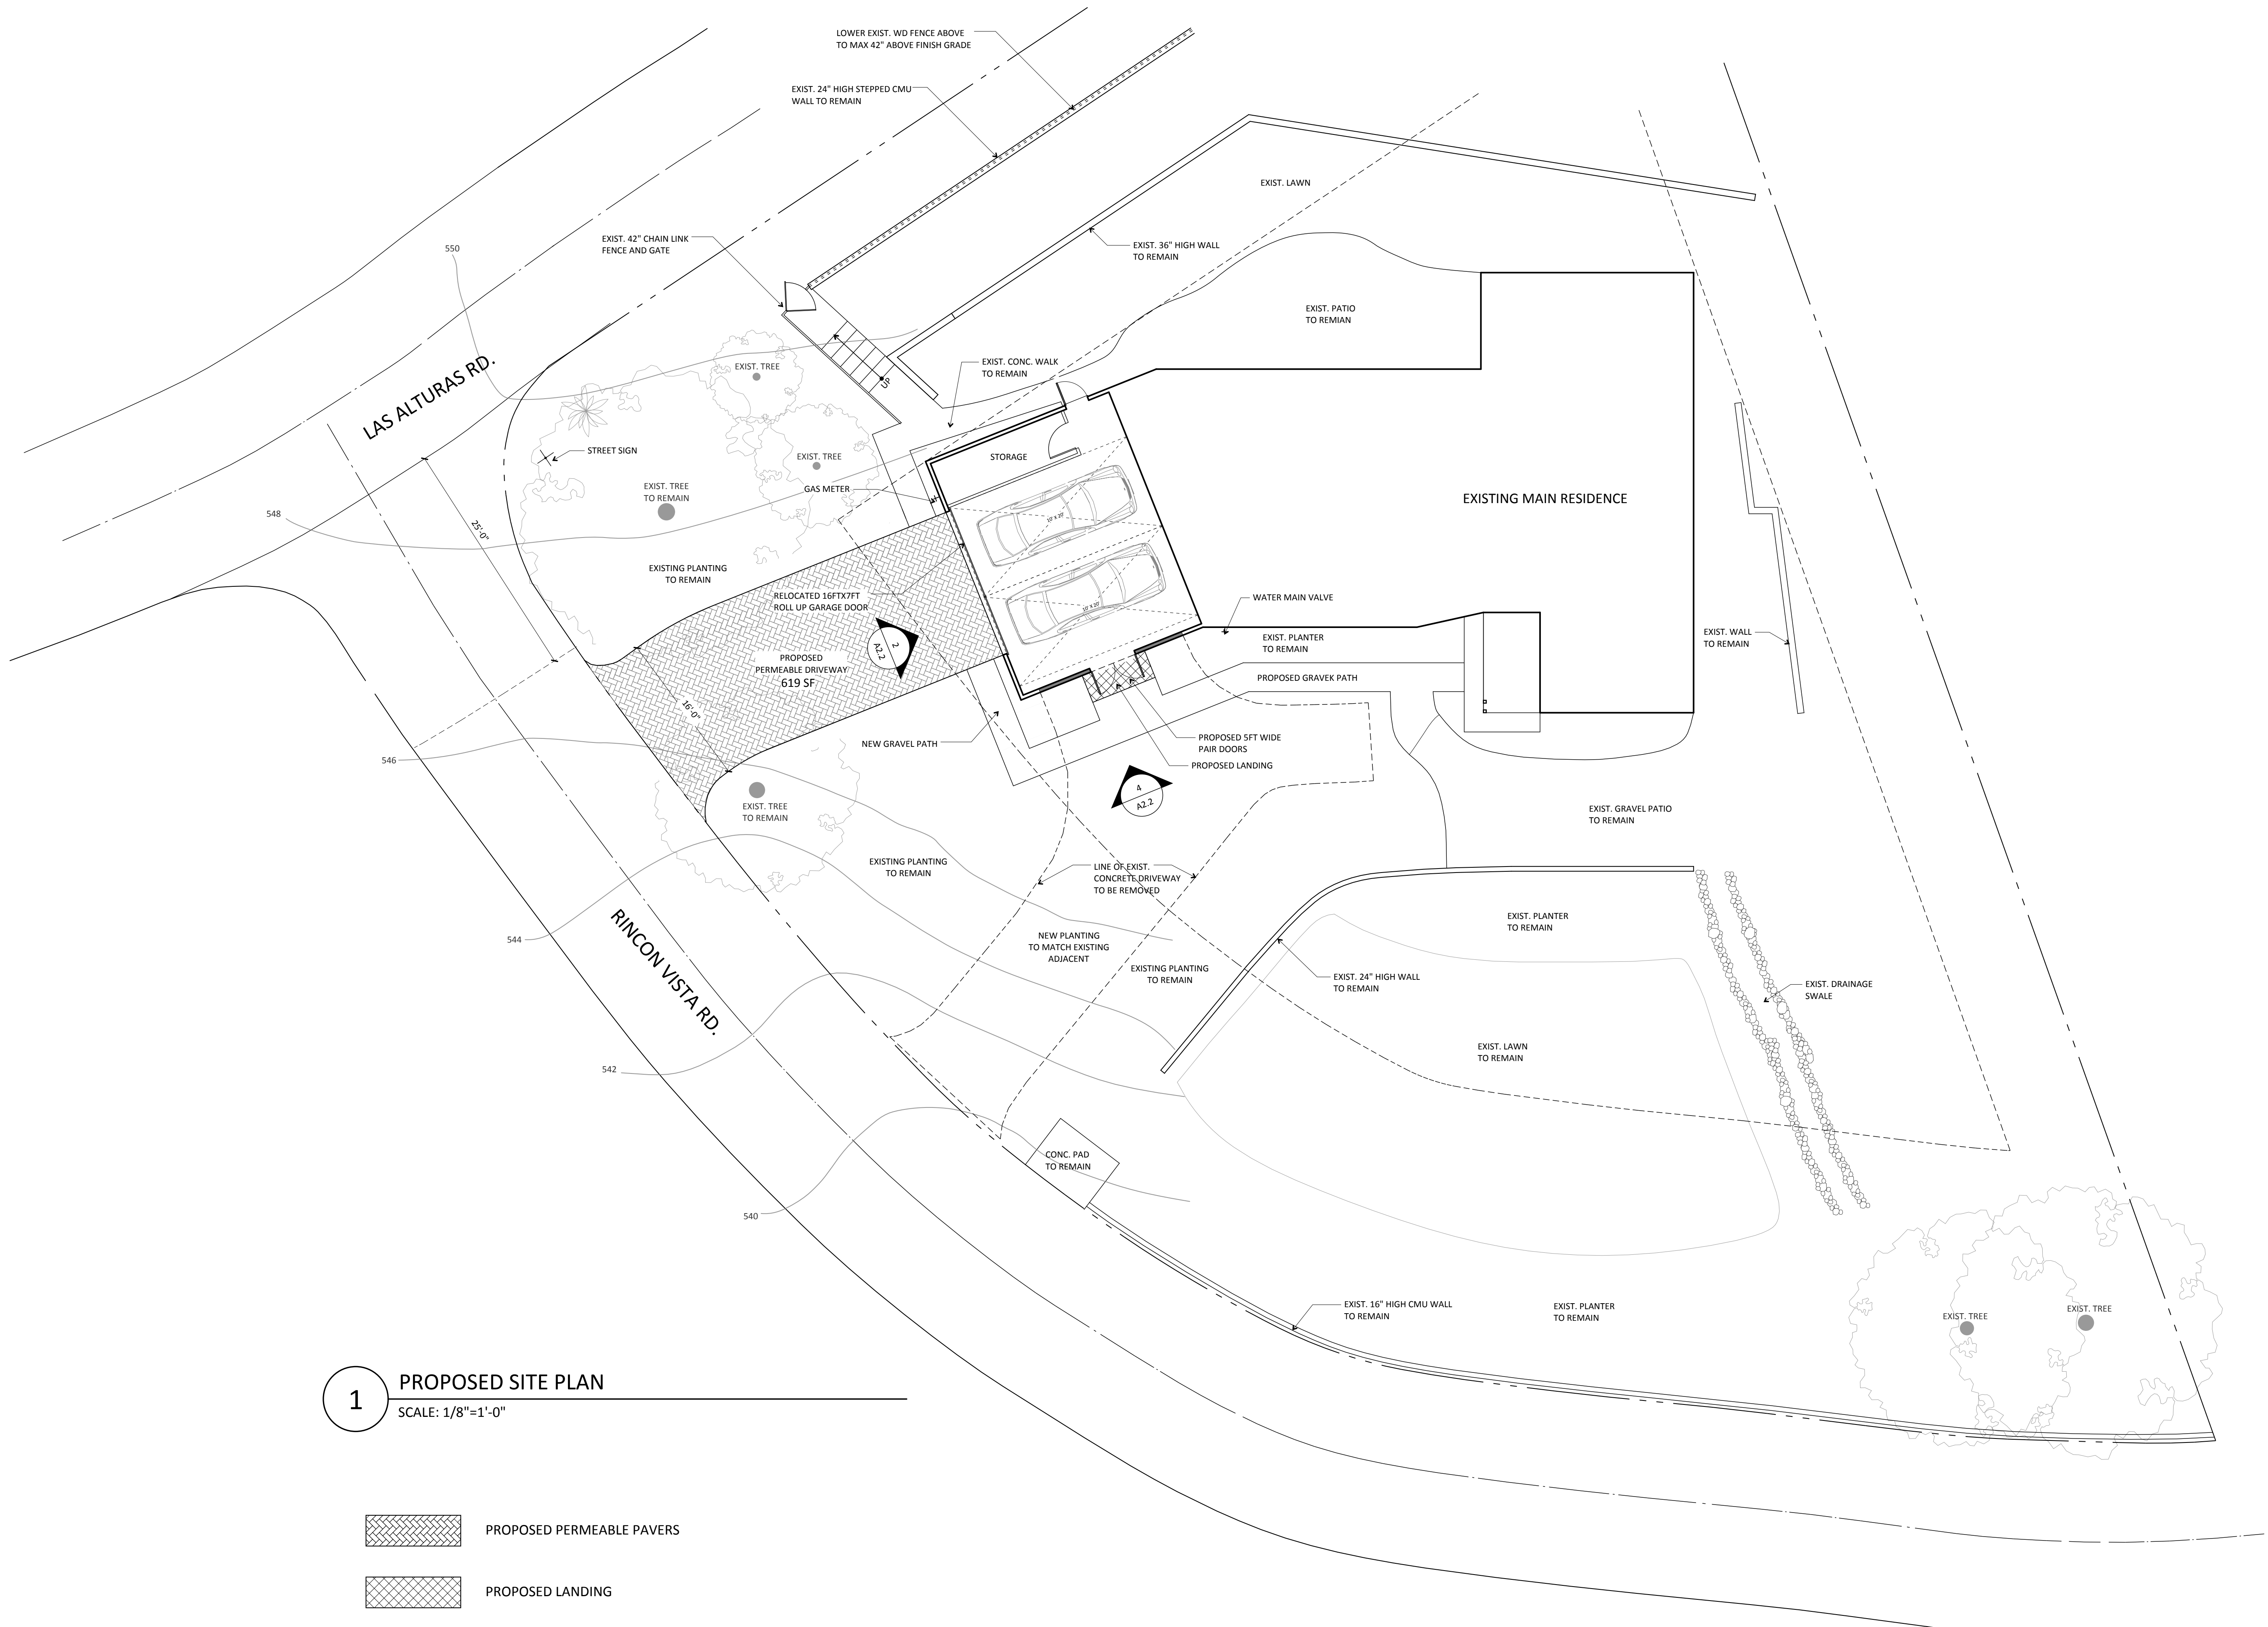 LOWER EXIST. WD FENCE ABOVE
TO MAX 42" ABOVE FINISH GRADE
EXIST. 24" HIGH STEPPED CMU
WALL TO REMAIN
EXIST. LAWN
EXIST. 42" CHAIN LINK
FENCE AND GATE
550
EXIST. 36" HIGH WALL
TO REMAIN
EXIST. PATIO
TO REMIAN
EXIST. CONC. WALK
TO REMAIN
EXIST. TREE
UP
LAS ALTURAS RD.
STREET SIGN
EXIST. TREE
STORAGE
GAS METER
EXIST. TREE
TO REMAIN
EXISTING MAIN RESIDENCE
548
25'-0"
10' x 20'
EXISTING PLANTING
TO REMAIN
RELOCATED 16FTX7FT
ROLL UP GARAGE DOOR
10' x 20'
WATER MAIN VALVE
EXIST. PLANTER
TO REMAIN
EXIST. WALL
TO REMAIN
2
A2.2
PROPOSED
PERMEABLE DRIVEWAY
619 SF
PROPOSED GRAVEK PATH
16'-0"
NEW GRAVEL PATH
PROPOSED 5FT WIDE
PAIR DOORS
PROPOSED LANDING
546
4
A2.2
EXIST. TREE
TO REMAIN
EXIST. GRAVEL PATIO
TO REMAIN
EXISTING PLANTING
TO REMAIN
LINE OF EXIST.
CONCRETE DRIVEWAY
TO BE REMOVED
544
RINCON VISTA RD.
EXIST. PLANTER
TO REMAIN
NEW PLANTING
TO MATCH EXISTING
ADJACENT
EXISTING PLANTING
TO REMAIN
EXIST. 24" HIGH WALL
TO REMAIN
EXIST. DRAINAGE
SWALE
EXIST. LAWN
TO REMAIN
542
CONC. PAD
TO REMAIN
540
EXIST. 16" HIGH CMU WALL
TO REMAIN
EXIST. PLANTER
TO REMAIN
EXIST. TREE
EXIST. TREE
1
PROPOSED SITE PLAN
SCALE: 1/8"=1'-0"
PROPOSED PERMEABLE PAVERS
PROPOSED LANDING